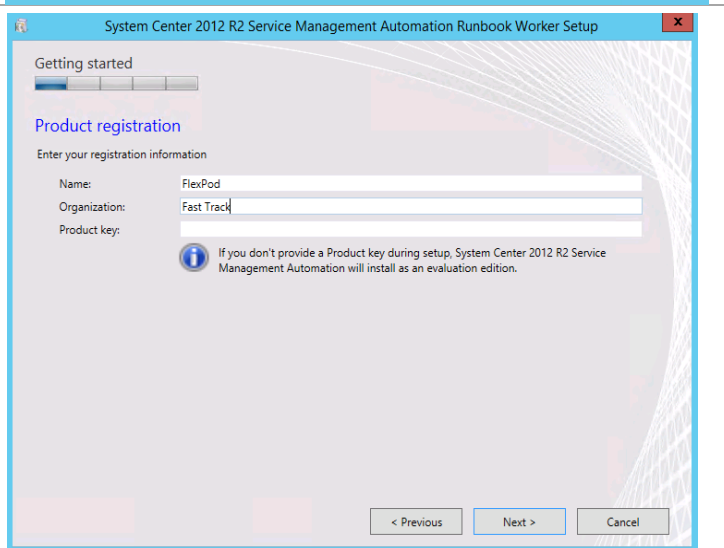 System Center 2012 R2 Service Management Automation Runbook Worker Setup
x
Getting started
Product registration
Enter your registration information
Name: FlexPod
Organization: Fast Track
Product key:
If you don't provide a Product key during setup, System Center 2012 R2 Service
Management Automation will install as an evaluation edition.
< Previous Next > Cancel